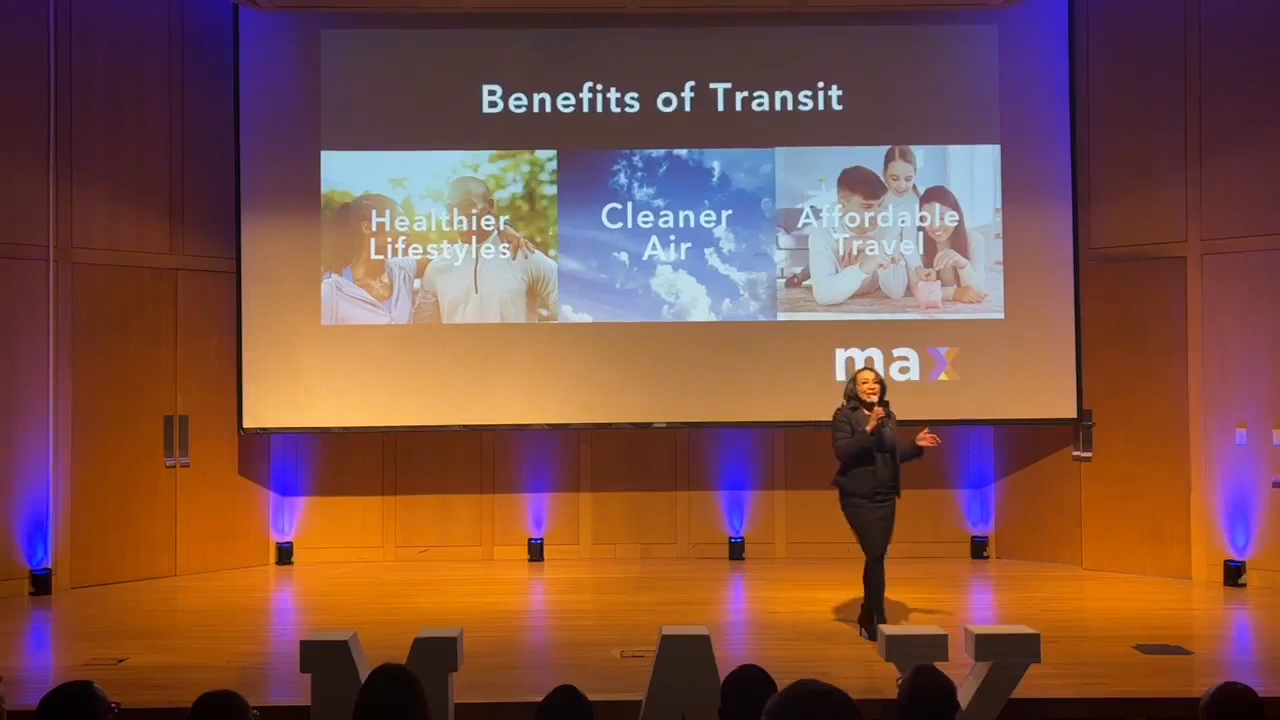 Benefits of Transit
Healthier
Lifestyles
Cleaner
Air
Affordable
Travel
max